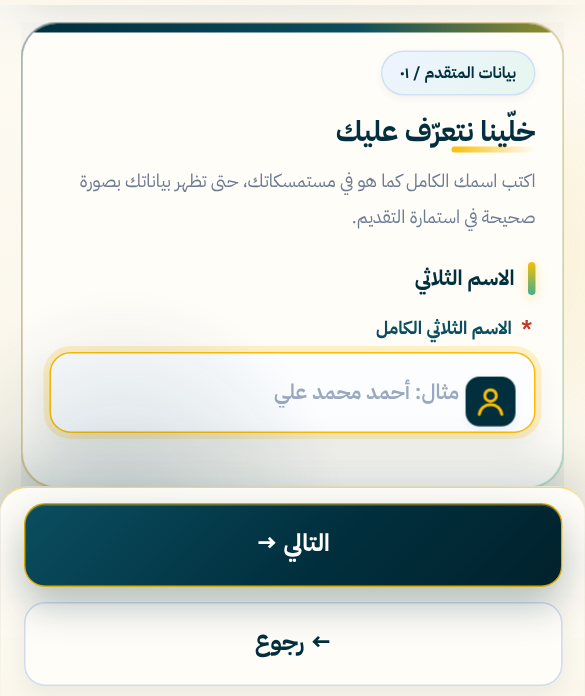 بيانات المتقدم / ٠١
خلّينا نتعرّف عليك
اكتب اسمك الكامل كما هو في مستمسكاتك، حتى تظهر بياناتك بصورة
صحيحة في استمارة التقديم.
الاسم الثلاثي
* الاسم الثلاثي الكامل
مثال: أحمد محمد علي
التالي →
← رجوع